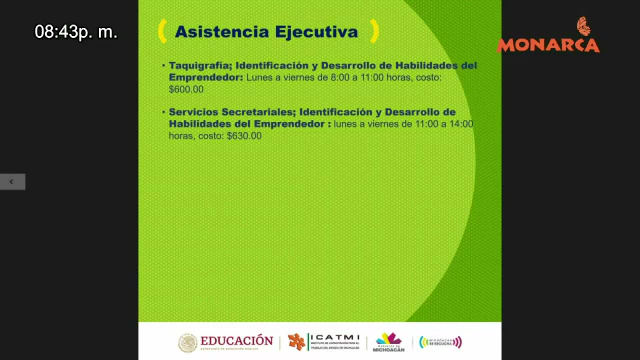 08:43p. m.
MONARCA
Asistencia Ejecutiva
• Taquigrafía; Identificación y Desarrollo de Habilidades del
Emprendedor: Lunes a viernes de 8:00 a 11:00 horas, costo:
$600.00
• Servicios Secretariales; Identificación y Desarrollo de
Habilidades del Emprendedor : lunes a viernes de 11:00 a 14:00
horas, costo: $630.00
<
EDUCACIÓN
ICATMI
MICHOACÁN